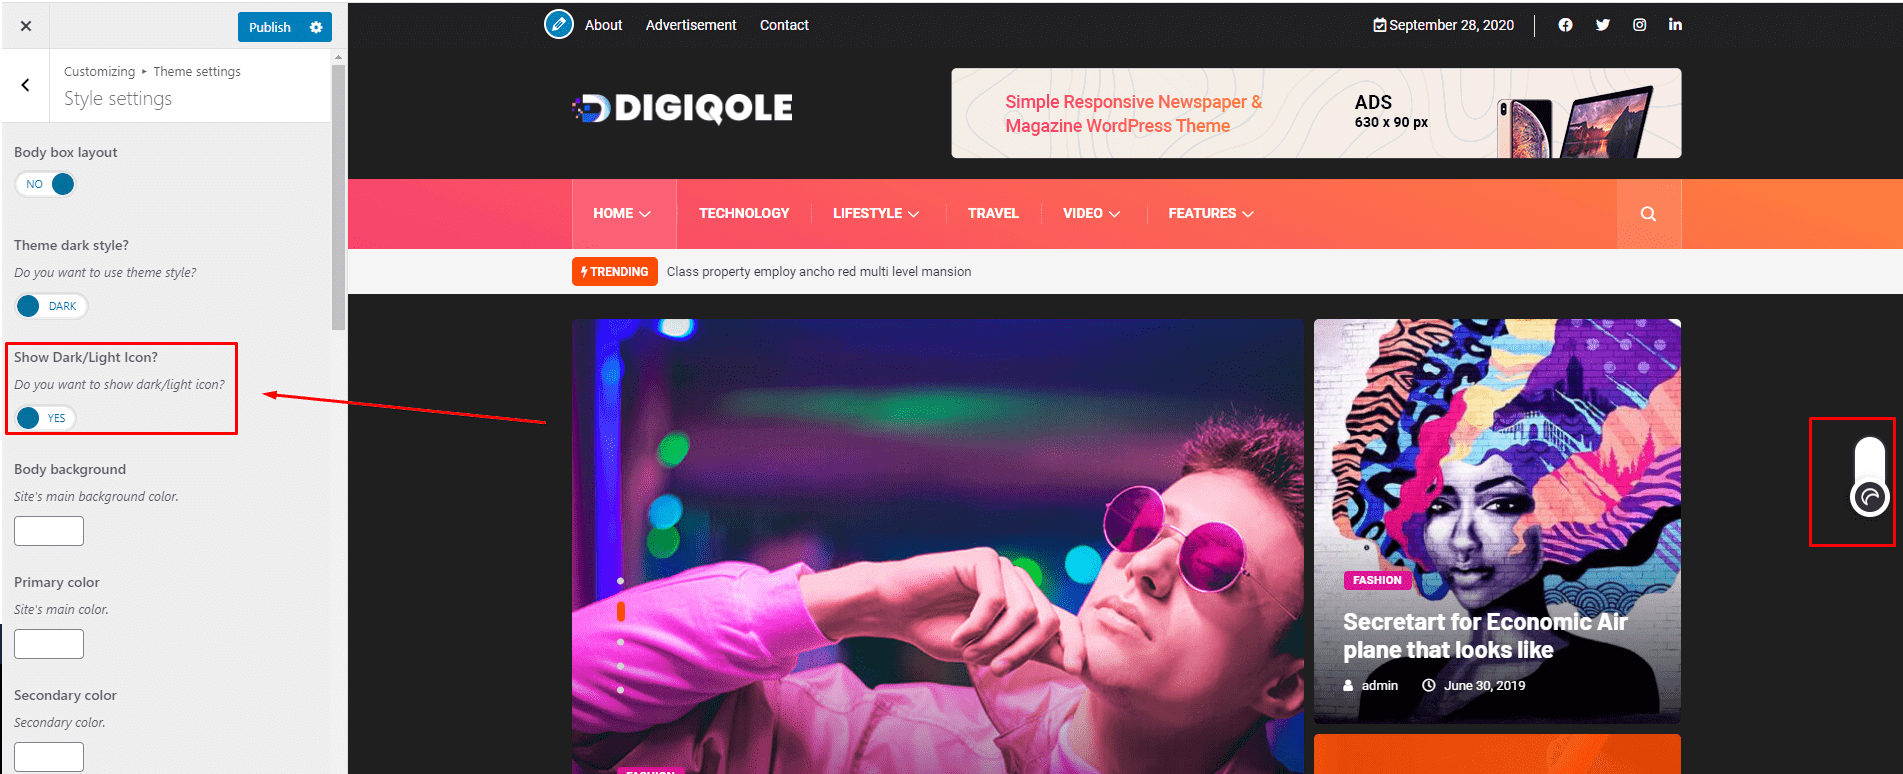 Publish
Customizing ▸ Theme settings
Style settings
Body box layout
NO
Theme dark style?
Do you want to use theme style?
DARK
Show Dark/Light Icon?
Do you want to show dark/light icon?
YES
Body background
Site's main background color.
Primary color
Site's main color.
Secondary color
Secondary color.
About Advertisement Contact
September 28, 2020
DIGIQOLE
Simple Responsive Newspaper &
Magazine WordPress Theme
ADS
630 x 90 px
HOME TECHNOLOGY LIFESTYLE TRAVEL VIDEO FEATURES
TRENDING Class property employ ancho red multi level mansion
FASHION
Secretart for Economic Air
plane that looks like
admin June 30, 2019
FASHION